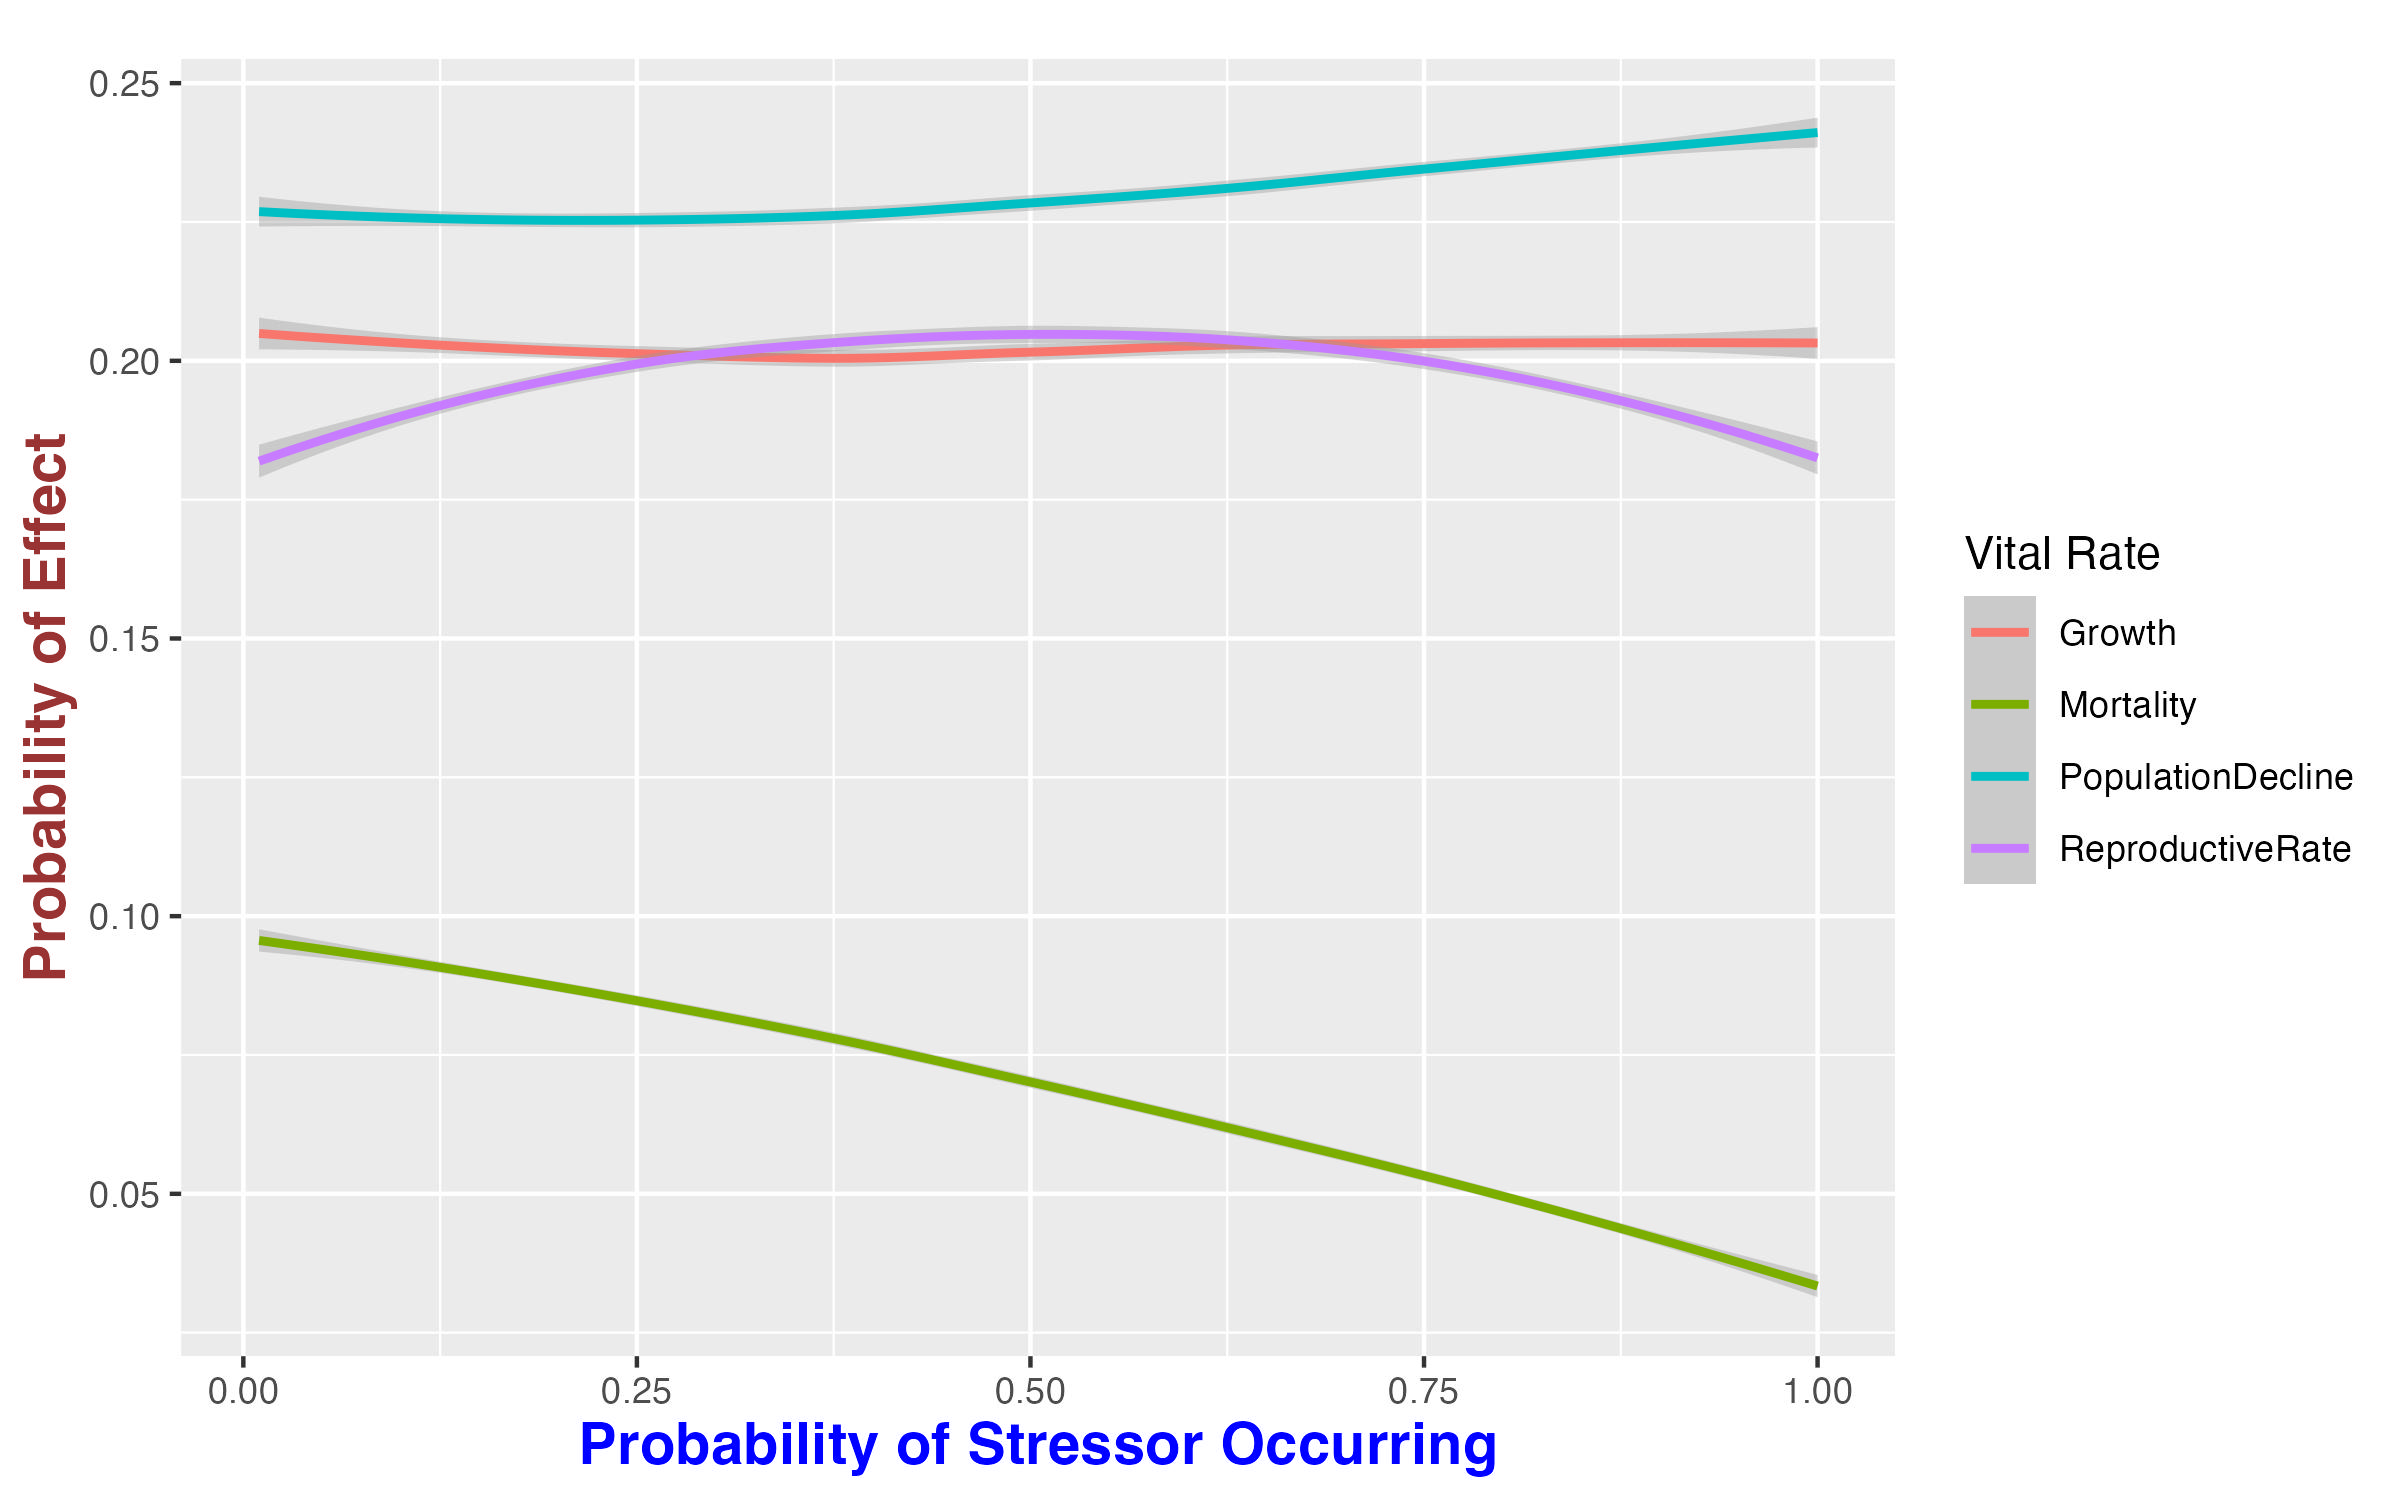 0.25
0.20
0.15
0.10
0.05
Probability of Effect
0.00
0.25
0.50
0.75
1.00
Probability of Stressor Occurring
Vital Rate
Growth
Mortality
PopulationDecline
ReproductiveRate